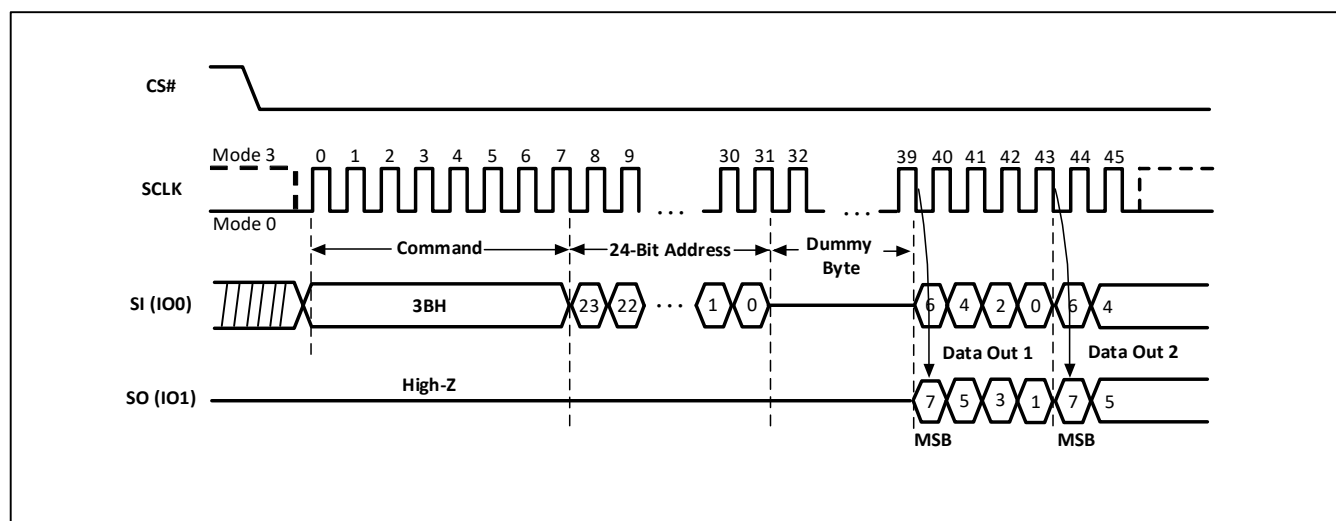 CS#
Mode 3 0 1 2 3 4 5 6 7 8 9 30 31 32 39 40 41 42 43 44 45
SCLK
... ...
Mode 0
Command 24-Bit Address Dummy
Byte
SI (IO0) 3BH 23 22 ... 1 0 6 4 2 0 6 4
Data Out 1 Data Out 2
High-Z
SO (IO1) 7 5 3 1 7 5
MSB MSB